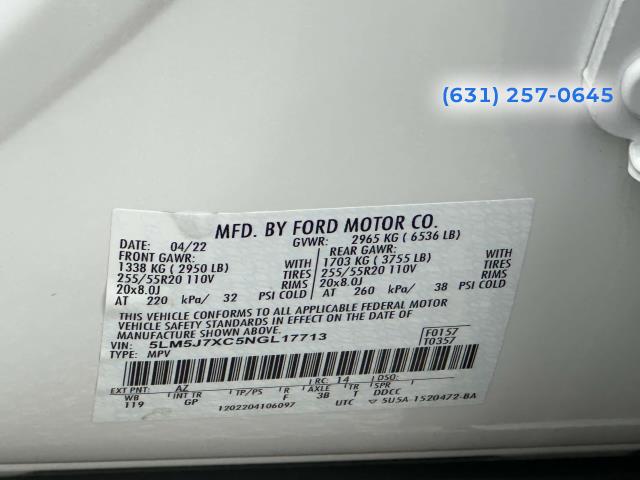 (631) 257-0645
MFD. BY FORD MOTOR CO.
DATE: 04/22 GVWR: 2965 KG ( 6536 LB)
FRONT GAWR: REAR GAWR:
1338 KG ( 2950 LB) WITH 1703 KG ( 3755 LB) WITH
255/55R20 110V TIRES 255/55R20 110V TIRES
20x8.0J RIMS 20x8.0J RIMS
AT 220 kPa/ 32 PSI COLD AT 260 kPa/ 38 PSI COLD
THIS VEHICLE CONFORMS TO ALL APPLICABLE FEDERAL MOTOR
VEHICLE SAFETY AND BUMPER STANDARDS IN EFFECT ON THE DATE OF
MANUFACTURE SHOWN ABOVE.
VIN: 5LM5J7XC5NGL17713 F0157
TYPE: MPV T0357
EXT PNT: AZ RC: 14 DSO:
WB INT TR TP/PS R AXLE TR SPR
119 GP 3B T DDCC
1202204106097 UTC 5U5A-1520472-BA